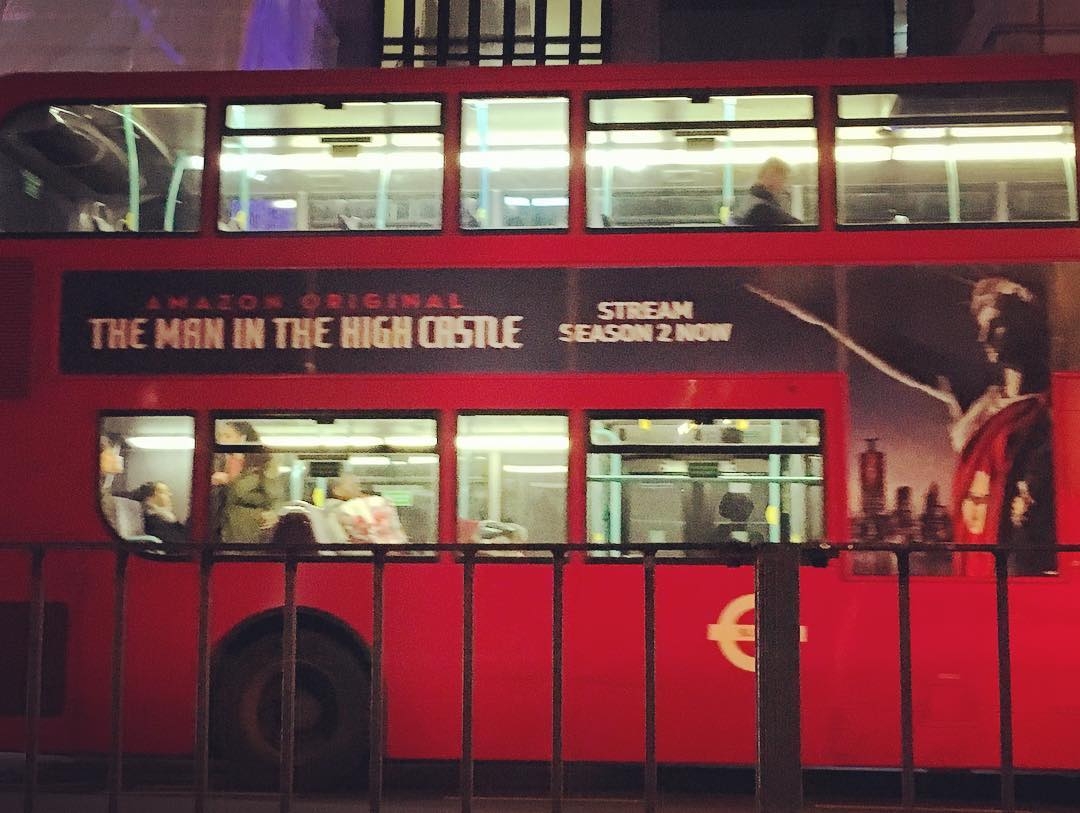 AMAZON ORIGINAL
THE MAN IN THE HIGH CASTLE
STREAM
SEASON 2 NOW